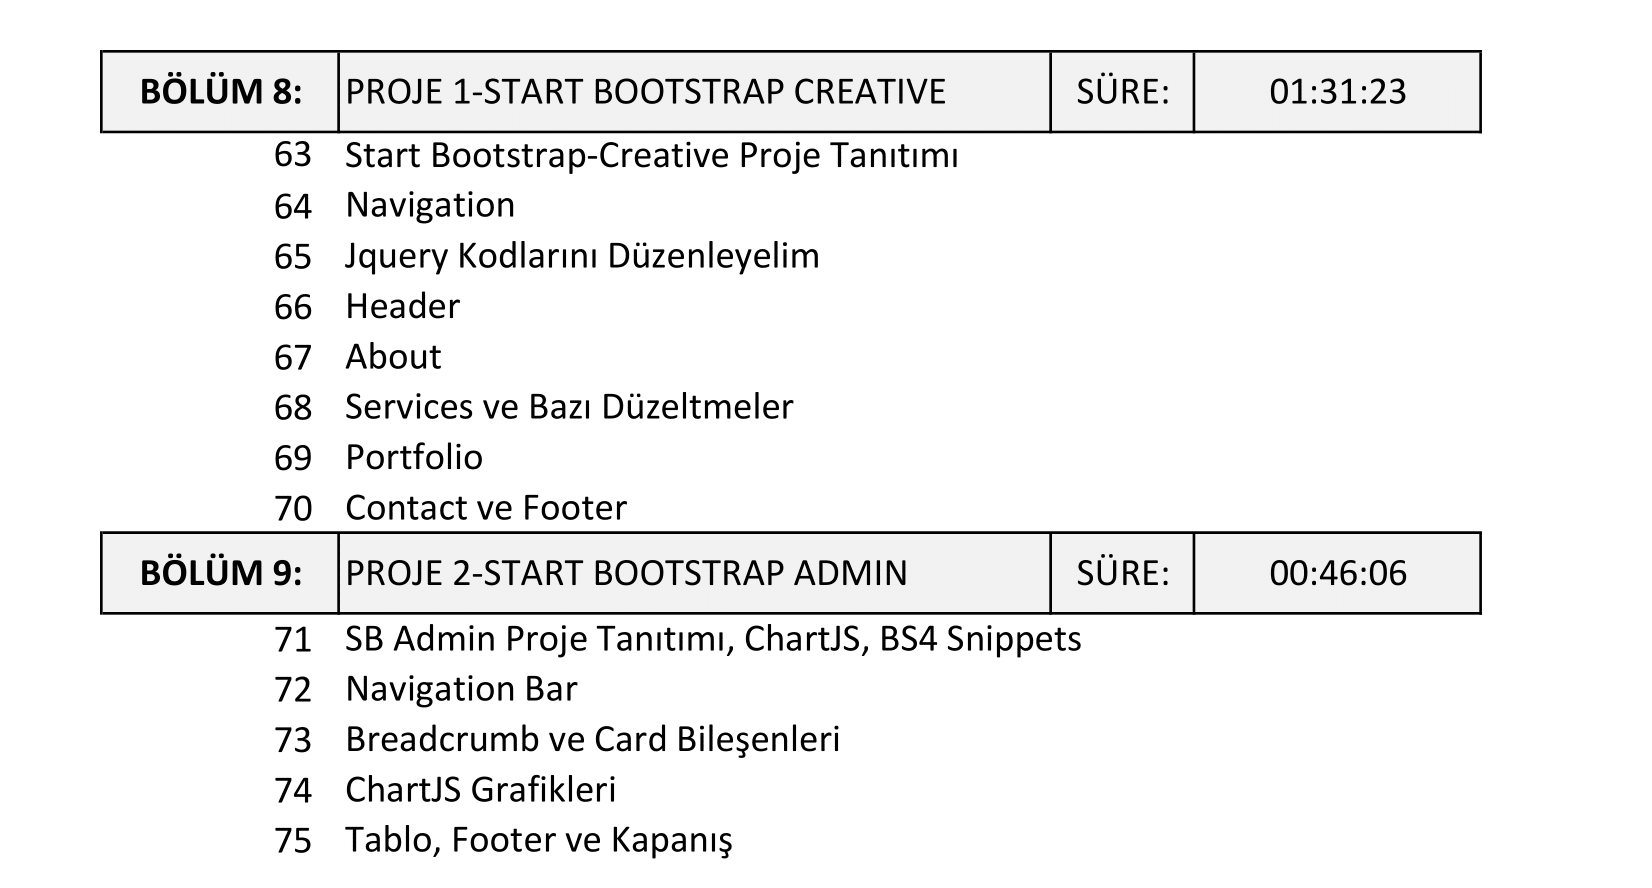 BÖLÜM 8: PROJE 1-START BOOTSTRAP CREATIVE SÜRE: 01:31:23
63 Start Bootstrap-Creative Proje Tanıtımı
64 Navigation
65 Jquery Kodlarını Düzenleyelim
66 Header
67 About
68 Services ve Bazı Düzeltmeler
69 Portfolio
70 Contact ve Footer
BÖLÜM 9: PROJE 2-START BOOTSTRAP ADMIN SÜRE: 00:46:06
71 SB Admin Proje Tanıtımı, ChartJS, BS4 Snippets
72 Navigation Bar
73 Breadcrumb ve Card Bileşenleri
74 ChartJS Grafikleri
75 Tablo, Footer ve Kapanış